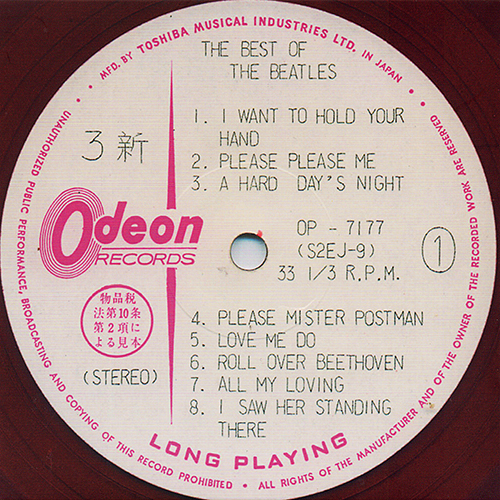 MFD. BY TOSHIBA MUSICAL INDUSTRIES LTD. IN JAPAN
THE BEST OF
THE BEATLES
3 新
1. I WANT TO HOLD YOUR
HAND
2. PLEASE PLEASE ME
3. A HARD DAY'S NIGHT
Odeon
RECORDS
OP - 7177
(S2EJ-9)
33 1/3 R.P.M.
1
物品税
法第10条
第2項に
よる見本
(STEREO)
4. PLEASE MISTER POSTMAN
5. LOVE ME DO
6. ROLL OVER BEETHOVEN
7. ALL MY LOVING
8. I SAW HER STANDING
THERE
LONG PLAYING
UNAUTHORIZED PUBLIC PERFORMANCE, BROADCASTING AND COPYING OF THIS RECORD PROHIBITED • ALL RIGHTS OF THE MANUFACTURER AND OF THE OWNER OF THE RECORDED WORK ARE RESERVED